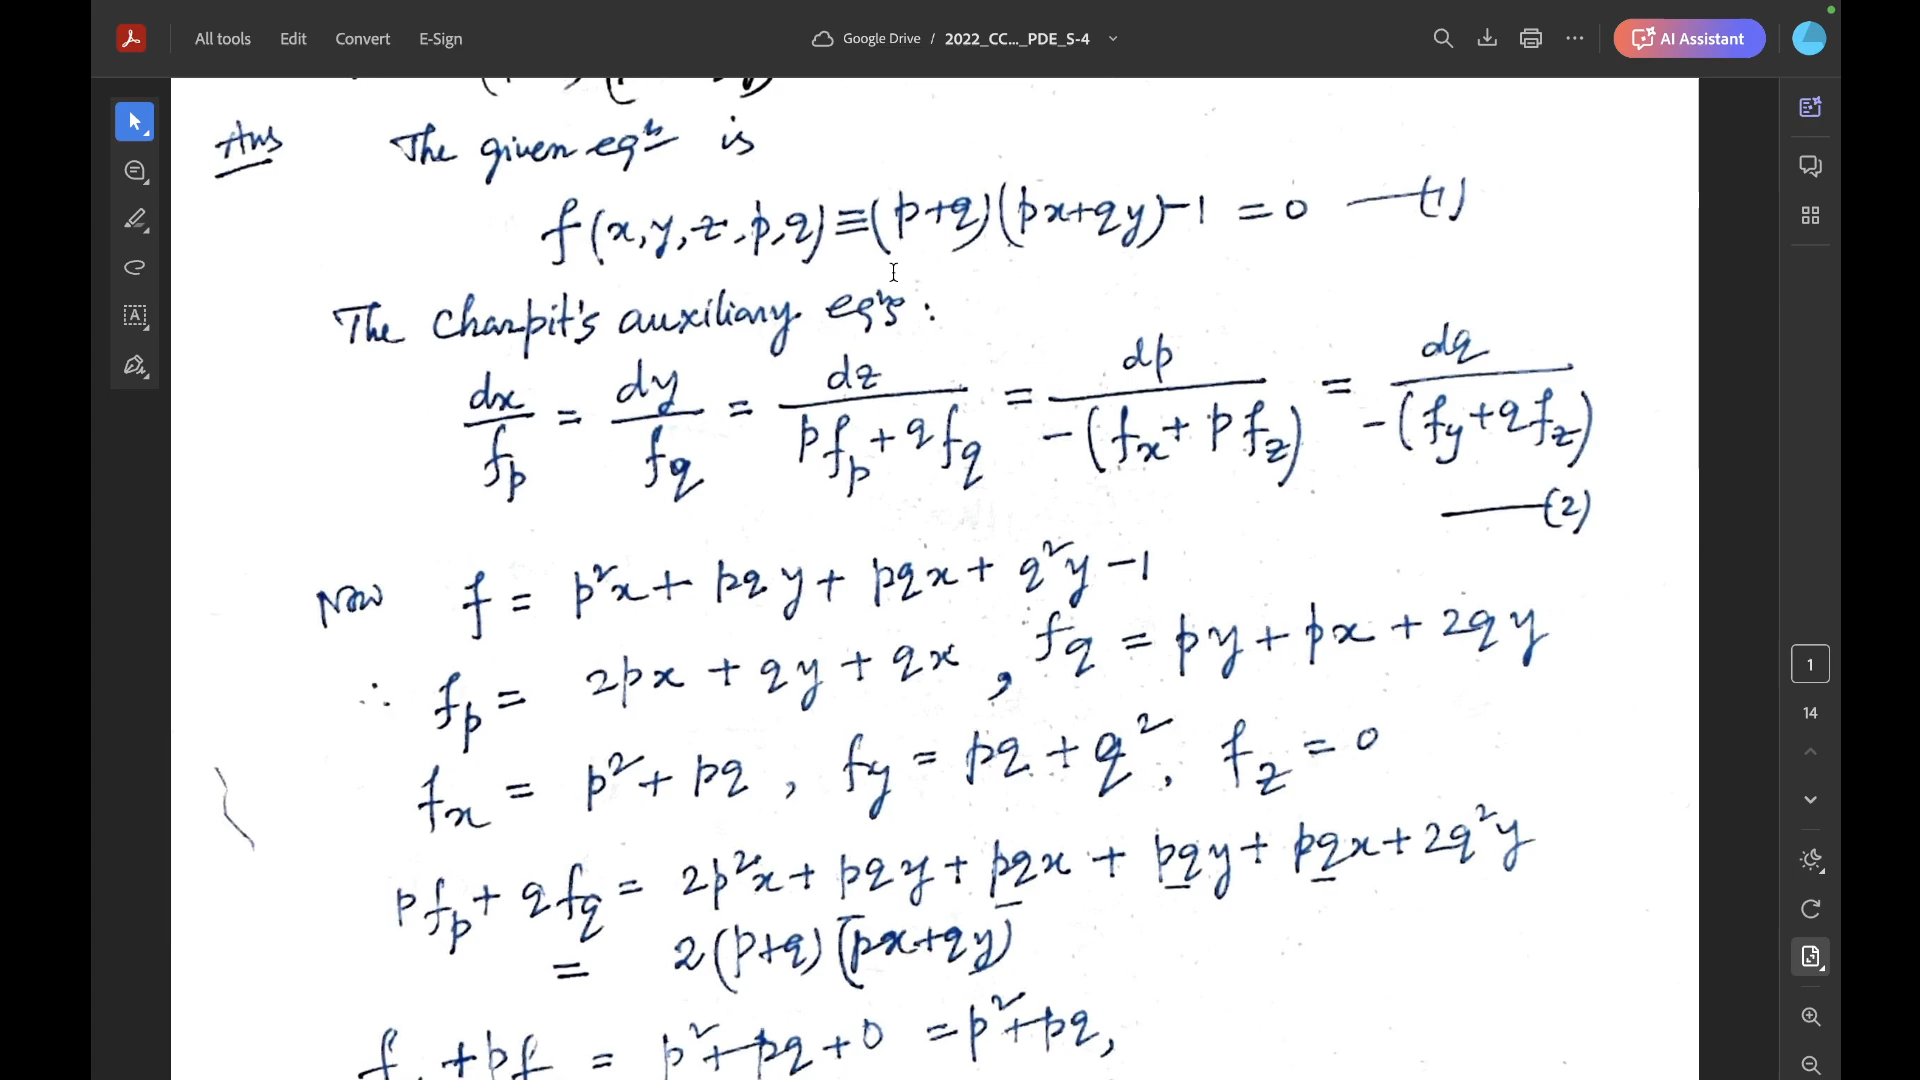 All tools Edit Convert E-Sign Google Drive / 2022_CC..._PDE_S-4 AI Assistant
Ans The given eqn is
f(x,y,z,p,q) ≡ (p+q)(px+qy)-1 = 0 —(1)
The Charpit's auxiliary eqns :
dx/f_p = dy/f_q = dz/(pf_p + qf_q) = dp/-(f_x + pf_z) = dq/-(f_y + qf_z)
—(2)
Now f = p²x + pqy + pqx + q²y - 1
∴ f_p = 2px + qy + qx , f_q = py + px + 2qy
f_x = p² + pq , f_y = pq + q² , f_z = 0
pf_p + qf_q = 2p²x + pqy + pqx + pqy + pqx + 2q²y
= 2(p+q)(px+qy)
= p² + pq + 0 = p² + pq,
1
14